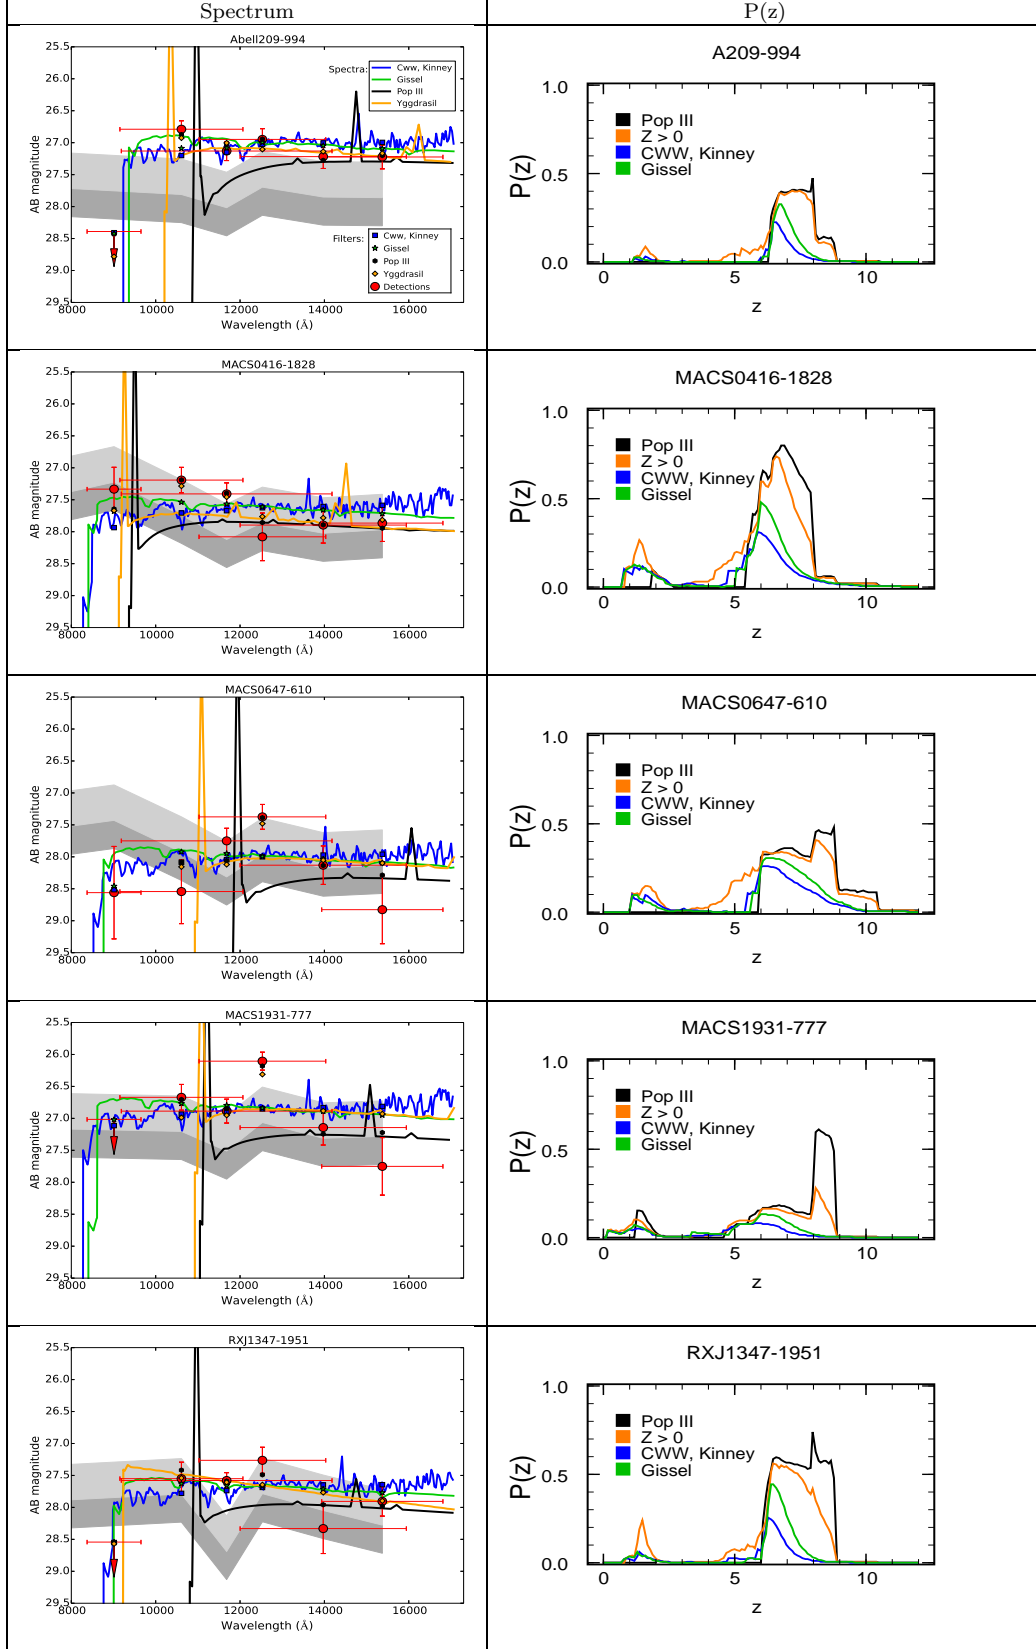 Spectrum
P(z)
Abell209-994
25.5
26.0
26.5
27.0
27.5
28.0
28.5
29.0
29.5
AB magnitude
Spectra:
Cww, Kinney
Gissel
Pop III
Yggdrasil
Filters:
Cww, Kinney
Gissel
Pop III
Yggdrasil
Detections
8000 10000 12000 14000 16000
Wavelength (Å)
A209-994
1.0
0.5
0.0
P(z)
Pop III
Z > 0
CWW, Kinney
Gissel
0 5 10
z
MACS0416-1828
25.5
26.0
26.5
27.0
27.5
28.0
28.5
29.0
29.5
AB magnitude
8000 10000 12000 14000 16000
Wavelength (Å)
MACS0416-1828
1.0
0.5
0.0
P(z)
Pop III
Z > 0
CWW, Kinney
Gissel
0 5 10
z
MACS0647-610
25.5
26.0
26.5
27.0
27.5
28.0
28.5
29.0
29.5
AB magnitude
8000 10000 12000 14000 16000
Wavelength (Å)
MACS0647-610
1.0
0.5
0.0
P(z)
Pop III
Z > 0
CWW, Kinney
Gissel
0 5 10
z
MACS1931-777
25.5
26.0
26.5
27.0
27.5
28.0
28.5
29.0
29.5
AB magnitude
8000 10000 12000 14000 16000
Wavelength (Å)
MACS1931-777
1.0
0.5
0.0
P(z)
Pop III
Z > 0
CWW, Kinney
Gissel
0 5 10
z
RXJ1347-1951
25.5
26.0
26.5
27.0
27.5
28.0
28.5
29.0
29.5
AB magnitude
8000 10000 12000 14000 16000
Wavelength (Å)
RXJ1347-1951
1.0
0.5
0.0
P(z)
Pop III
Z > 0
CWW, Kinney
Gissel
0 5 10
z